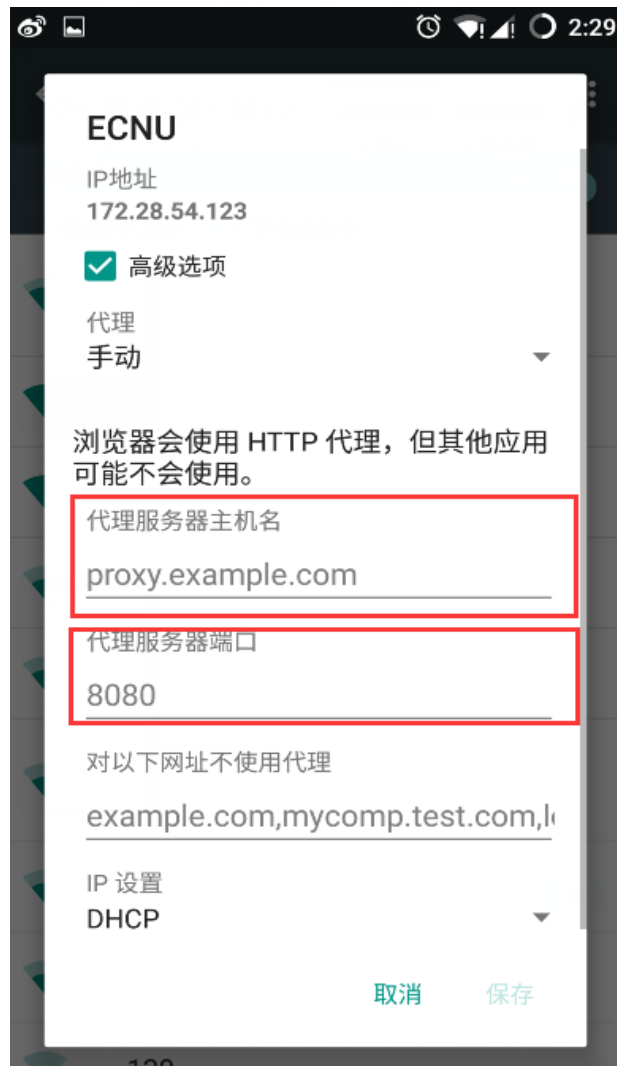 2:29
ECNU
IP地址
172.28.54.123
高级选项
代理
手动
浏览器会使用 HTTP 代理，但其他应用
可能不会使用。
代理服务器主机名
proxy.example.com
代理服务器端口
8080
对以下网址不使用代理
example.com,mycomp.test.com,l
IP 设置
DHCP
取消 保存